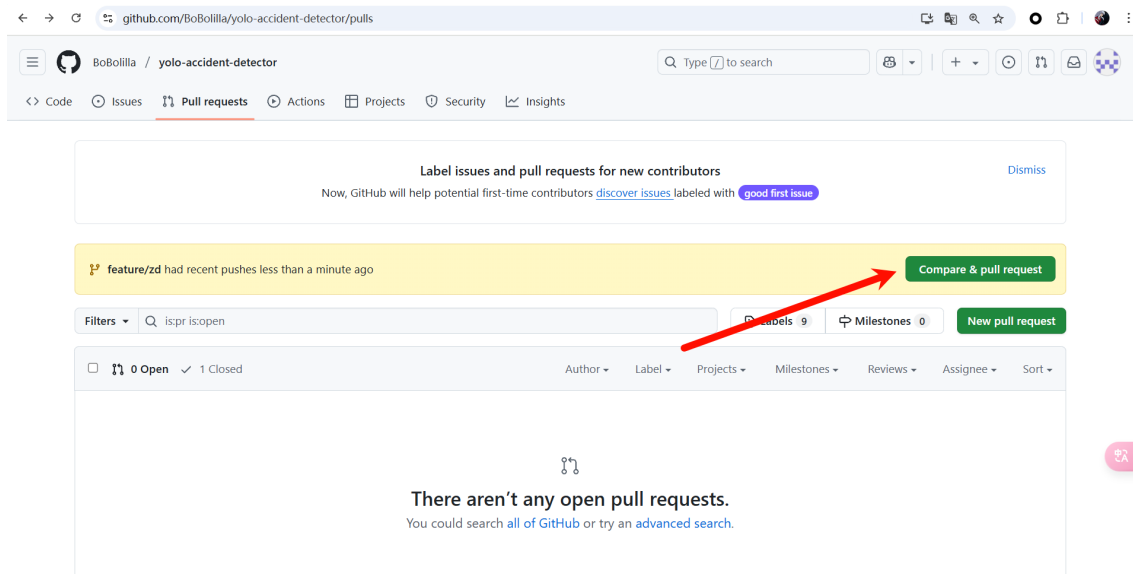 github.com/BoBolilla/yolo-accident-detector/pulls
BoBolilla / yolo-accident-detector
Type / to search
Code Issues Pull requests Actions Projects Security Insights
Label issues and pull requests for new contributors
Dismiss
Now, GitHub will help potential first-time contributors discover issues labeled with good first issue
feature/zd had recent pushes less than a minute ago
Compare & pull request
Filters is:pr is:open Labels 9 Milestones 0 New pull request
0 Open 1 Closed Author Label Projects Milestones Reviews Assignee Sort
There aren't any open pull requests.
You could search all of GitHub or try an advanced search.